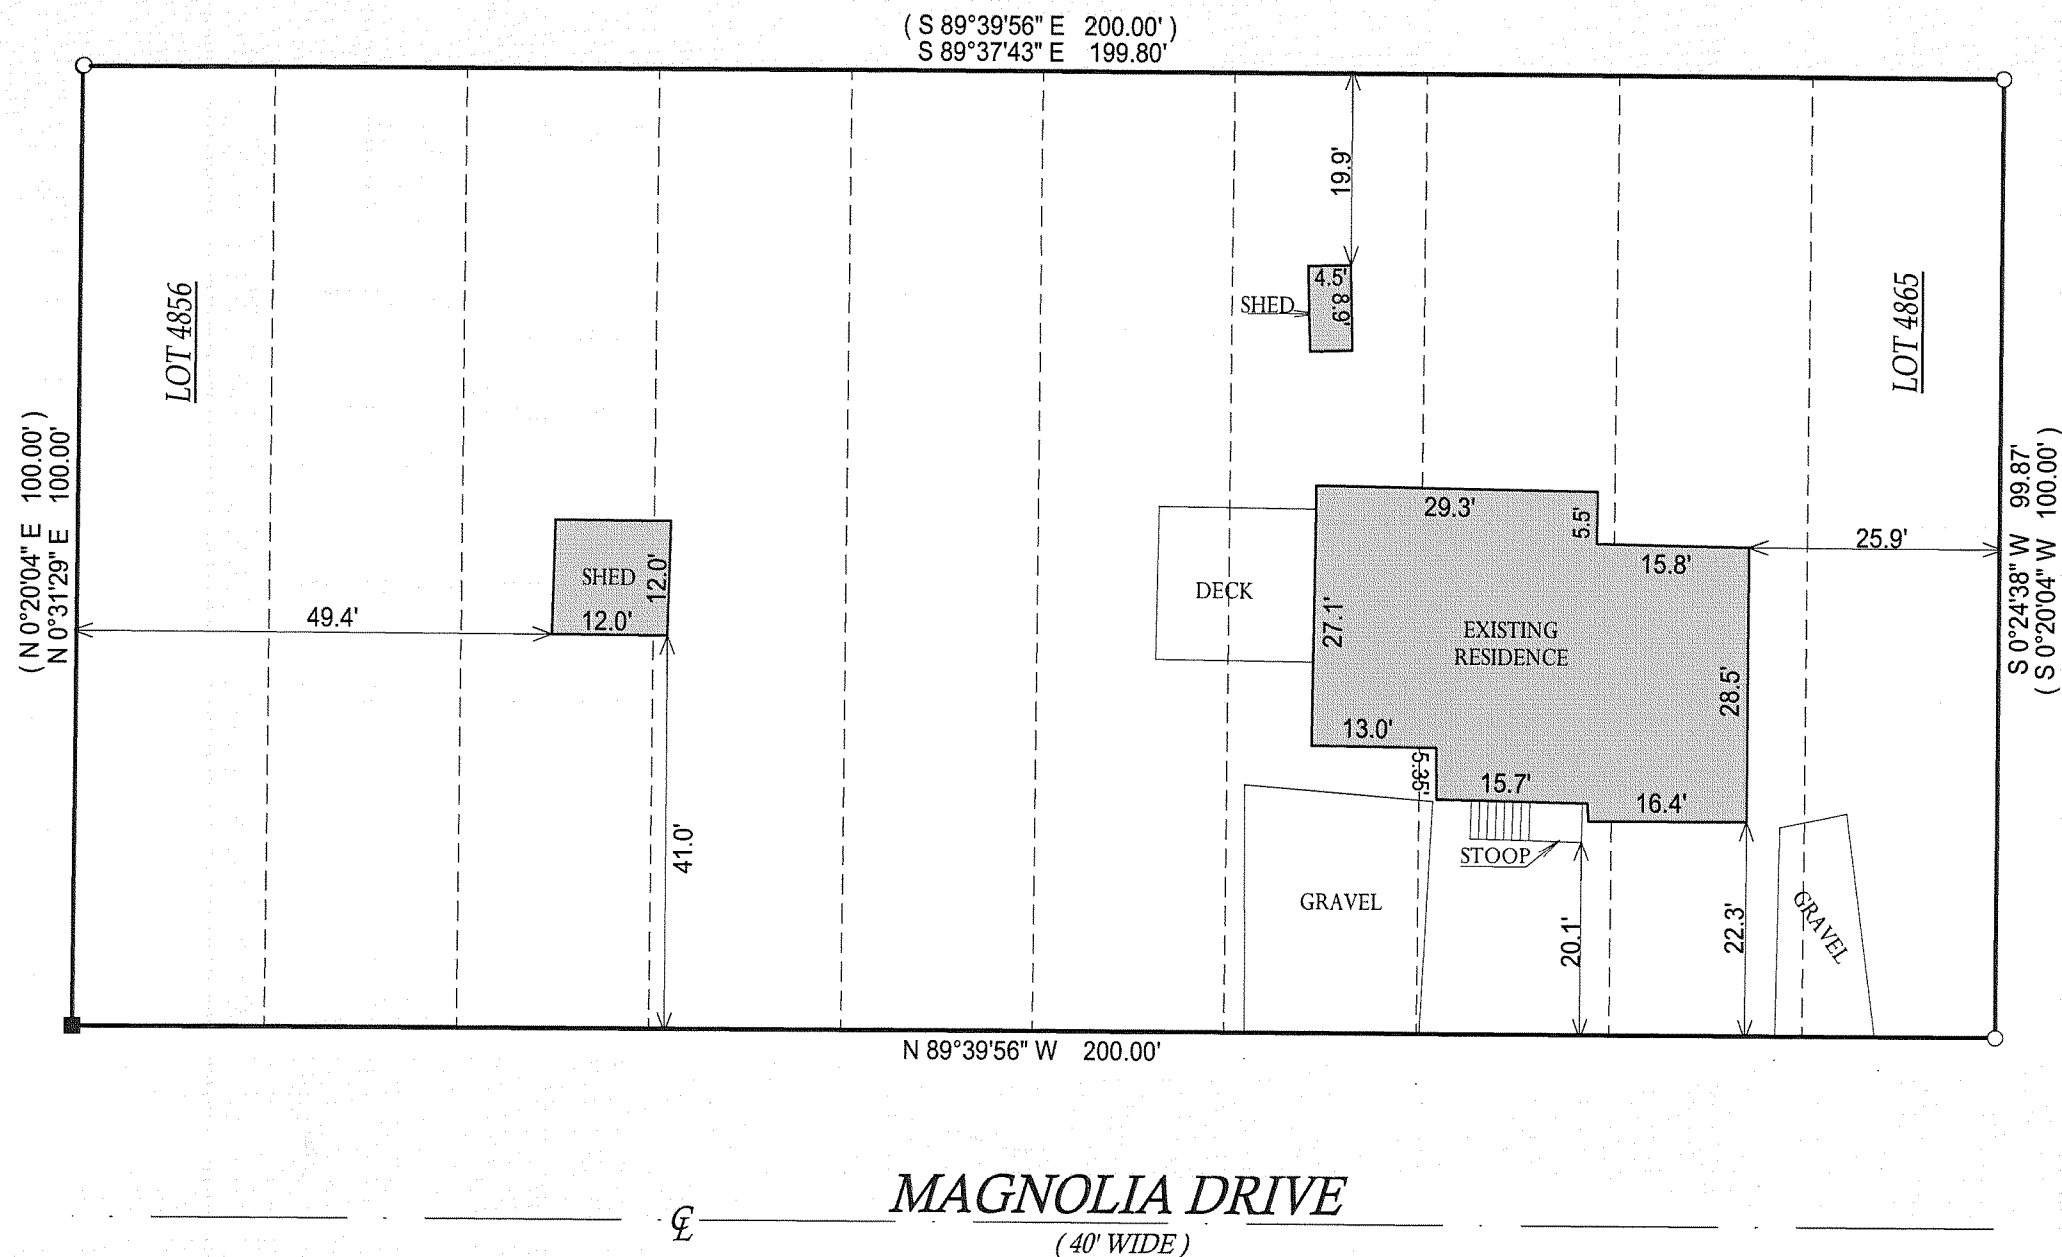 ( S 89°39'56" E 200.00' )
S 89°37'43" E 199.80'
19.9'
LOT 4856
LOT 4865
4.5'
8.9'
SHED
( N 0°20'04" E 100.00' )
N 0°31'29" E 100.00'
S 0°24'38" W 99.87'
( S 0°20'04" W 100.00' )
29.3'
5.5'
25.9'
15.8'
SHED
12.0'
12.0'
49.4'
DECK
27.1'
EXISTING
RESIDENCE
28.5'
13.0'
5.35'
15.7'
16.4'
41.0'
STOOP
GRAVEL
20.1'
22.3'
GRAVEL
N 89°39'56" W 200.00'
MAGNOLIA DRIVE
℄
( 40' WIDE )